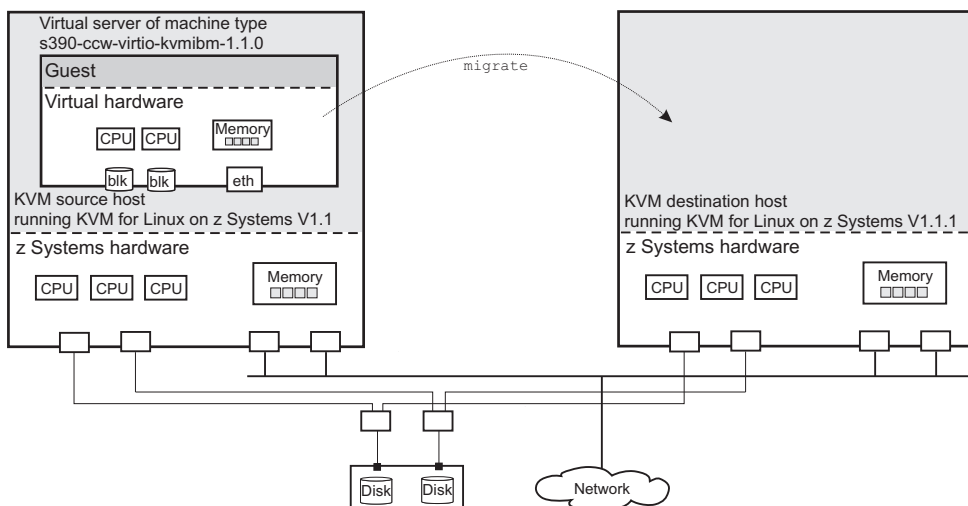 Virtual server of machine type
s390-ccw-virtio-kvmibm-1.1.0
Guest
Virtual hardware
CPU
CPU
Memory
blk
blk
eth
KVM source host
running KVM for Linux on z Systems V1.1
z Systems hardware
CPU
CPU
CPU
Memory
migrate
KVM destination host
running KVM for Linux on z Systems V1.1.1
z Systems hardware
CPU
CPU
CPU
Memory
Disk
Disk
Network